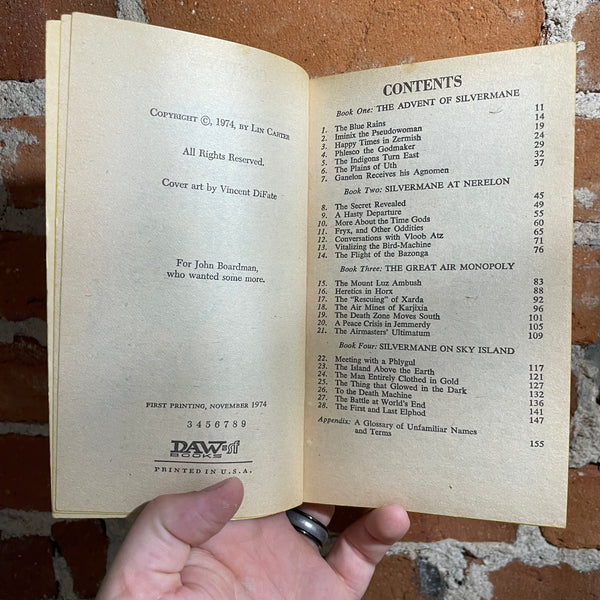 COPYRIGHT ©, 1974, BY LIN CARTER
All Rights Reserved.
Cover art by Vincent DiFate
For John Boardman,
who wanted some more.
FIRST PRINTING, NOVEMBER 1974
3 4 5 6 7 8 9
DAW=sf
BOOKS
PRINTED IN U.S.A.
CONTENTS
Book One: THE ADVENT OF SILVERMANE
1. The Blue Rains 11
2. Iminix the Pseudowoman 14
3. Happy Times in Zermish 19
4. Phlesco the Godmaker 24
5. The Indigons Turn East 29
6. The Plains of Uth 32
7. Ganelon Receives his Agnomen 37
Book Two: SILVERMANE AT NERELON
8. The Secret Revealed 45
9. A Hasty Departure 49
10. More About the Time Gods 55
11. Fryx, and Other Oddities 60
12. Conversations with Vloob Atz 65
13. Vitalizing the Bird-Machine 71
14. The Flight of the Bazonga 76
Book Three: THE GREAT AIR MONOPOLY
15. The Mount Luz Ambush 83
16. Heretics in Horx 88
17. The "Rescuing" of Xarda 92
18. The Air Mines of Karjixia 96
19. The Death Zone Moves South 101
20. A Peace Crisis in Jemmerdy 105
21. The Airmasters' Ultimatum 109
Book Four: SILVERMANE ON SKY ISLAND
22. Meeting with a Phlygul 117
23. The Island Above the Earth 121
24. The Man Entirely Clothed in Gold 127
25. The Thing that Glowed in the Dark 132
26. To the Death Machine 136
27. The Battle at World's End 141
28. The First and Last Elphod 147
Appendix: A Glossary of Unfamiliar Names
and Terms 155